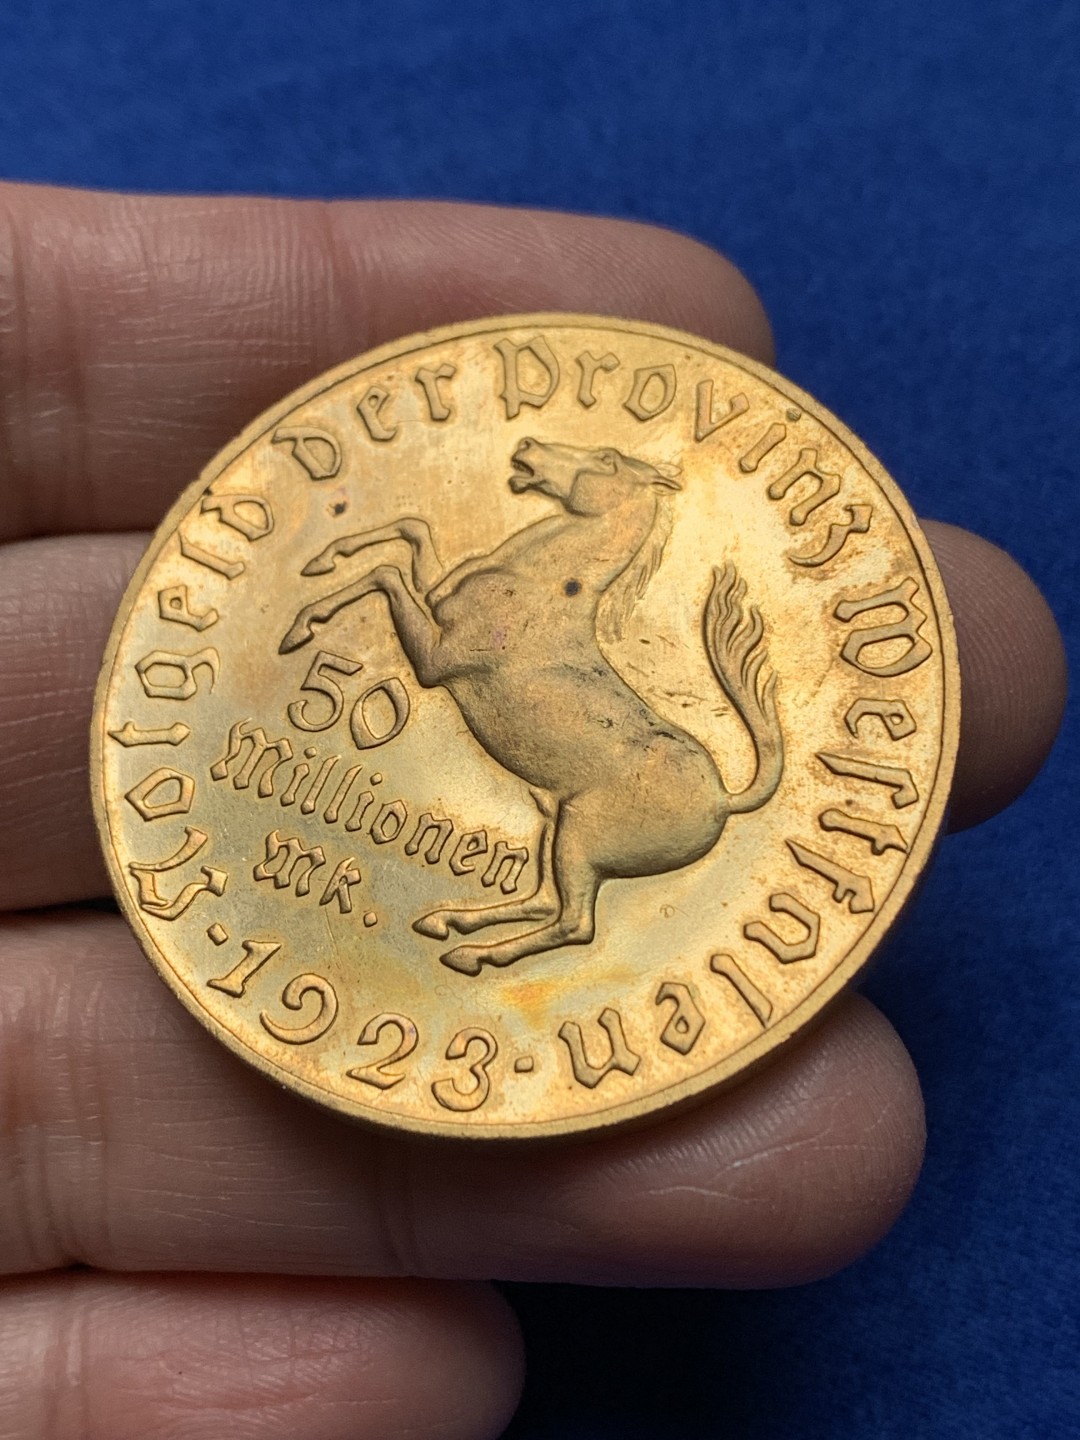 Notgeld der Provinz Westfalen
· 1923 ·
50
Millionen
mk.